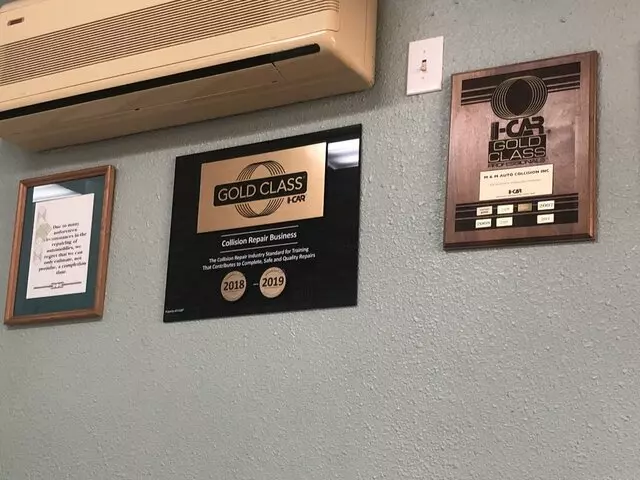 Due to many
unforeseen
circumstances in the
repairing of
automobiles, we
regret that we can
only estimate, not
promise, a completion
time.
GOLD CLASS
I-CAR
Collision Repair Business
The Collision Repair Industry Standard for Training
That Contributes to Complete, Safe and Quality Repairs
2018 – 2019
I-CAR
GOLD
CLASS
PROFESSIONALS
M & M AUTO COLLISION INC
I-CAR